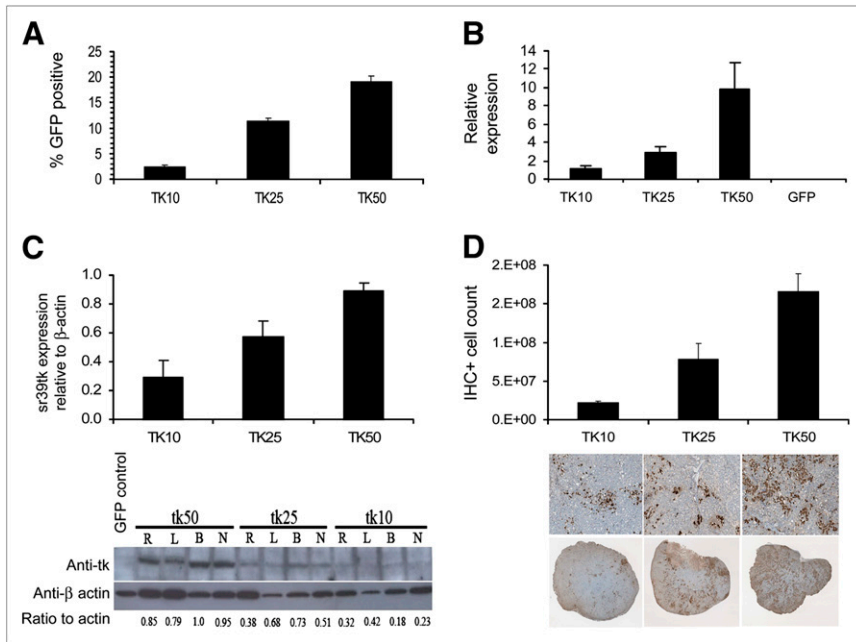 A
% GFP positive
25
20
15
10
5
0
TK10 TK25 TK50
B
Relative
expression
14
12
10
8
6
4
2
0
TK10 TK25 TK50 GFP
C
sr39tk expression
relative to β-actin
1.0
0.8
0.6
0.4
0.2
0.0
TK10 TK25 TK50
GFP control
tk50 tk25 tk10
R L B N R L B N R L B N
Anti-tk
Anti-β actin
Ratio to actin 0.85 0.79 1.0 0.95 0.38 0.68 0.73 0.51 0.32 0.42 0.18 0.23
D
IHC+ cell count
2.E+08
2.E+08
1.E+08
5.E+07
0.E+00
TK10 TK25 TK50